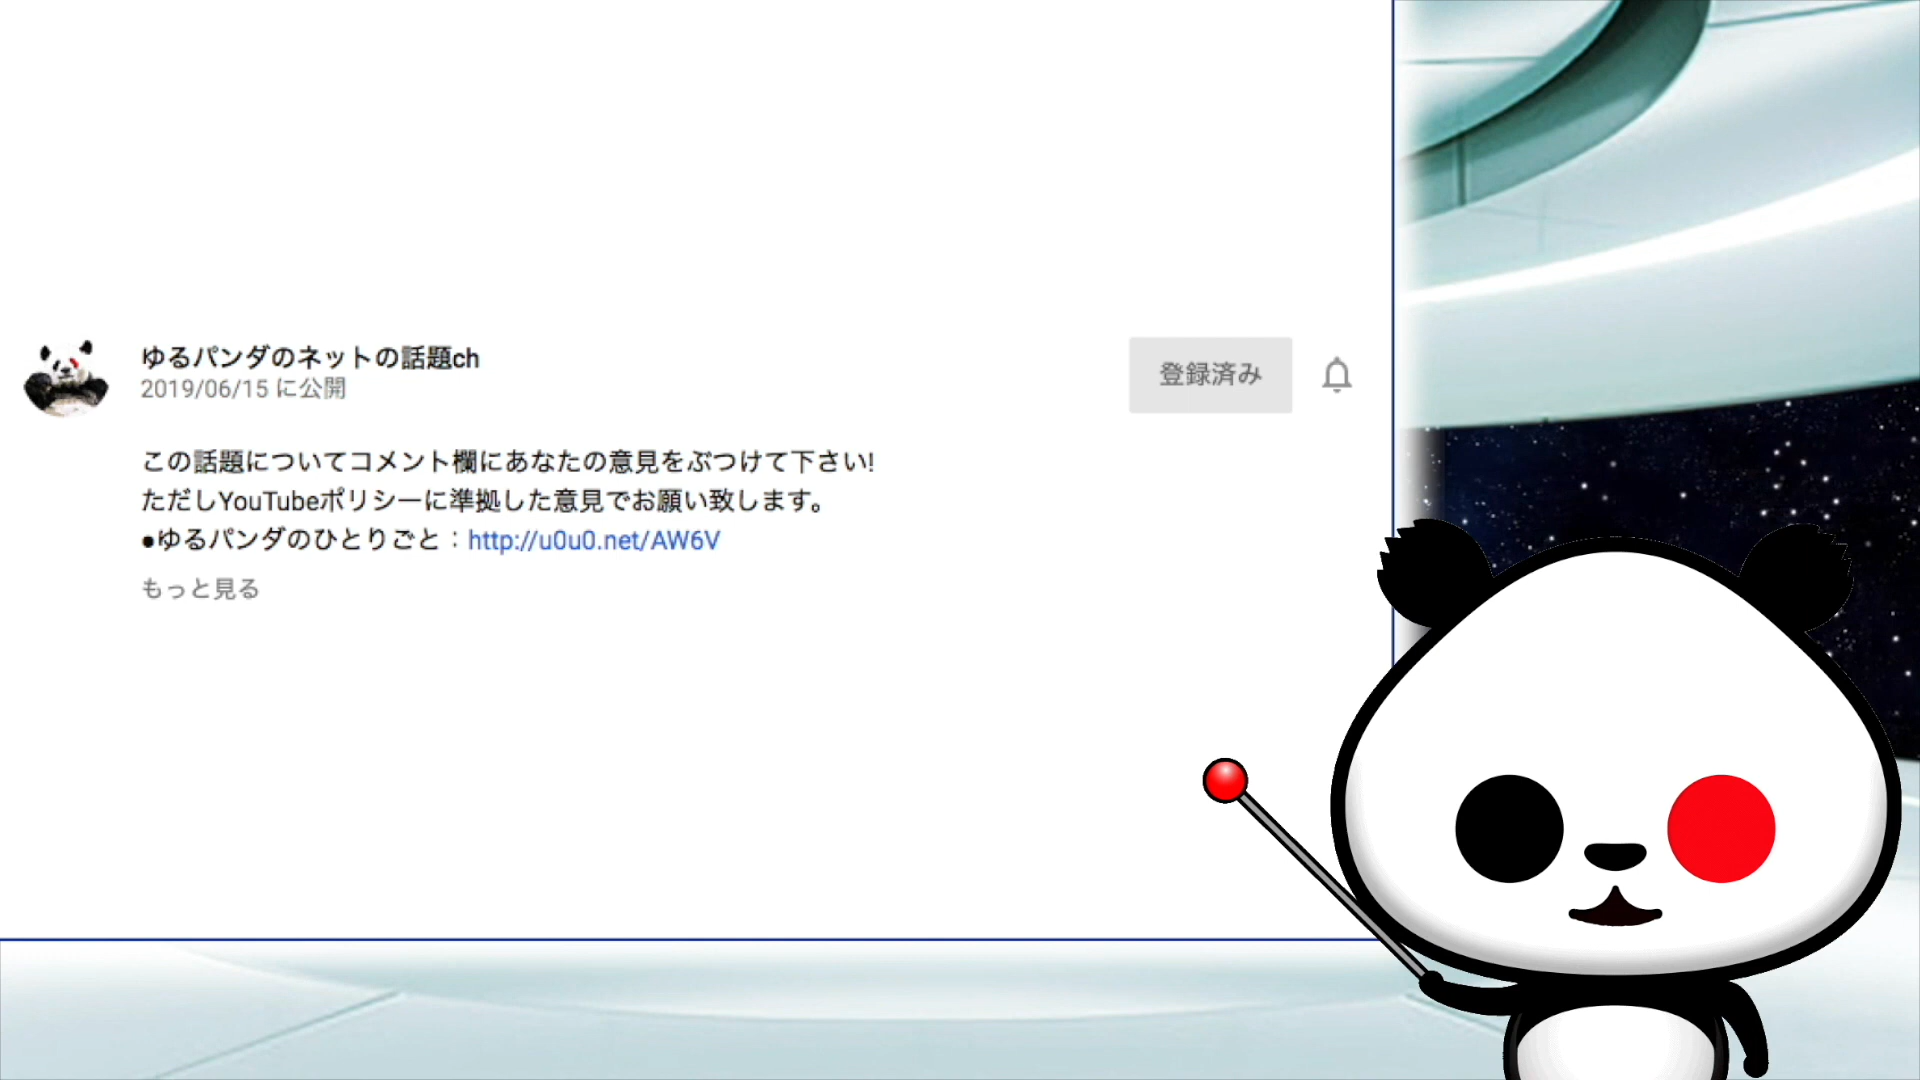 ゆるパンダのネットの話題ch
2019/06/15 に公開
登録済み
この話題についてコメント欄にあなたの意見をぶつけて下さい!
ただしYouTubeポリシーに準拠した意見でお願い致します。
●ゆるパンダのひとりごと：http://u0u0.net/AW6V
もっと見る